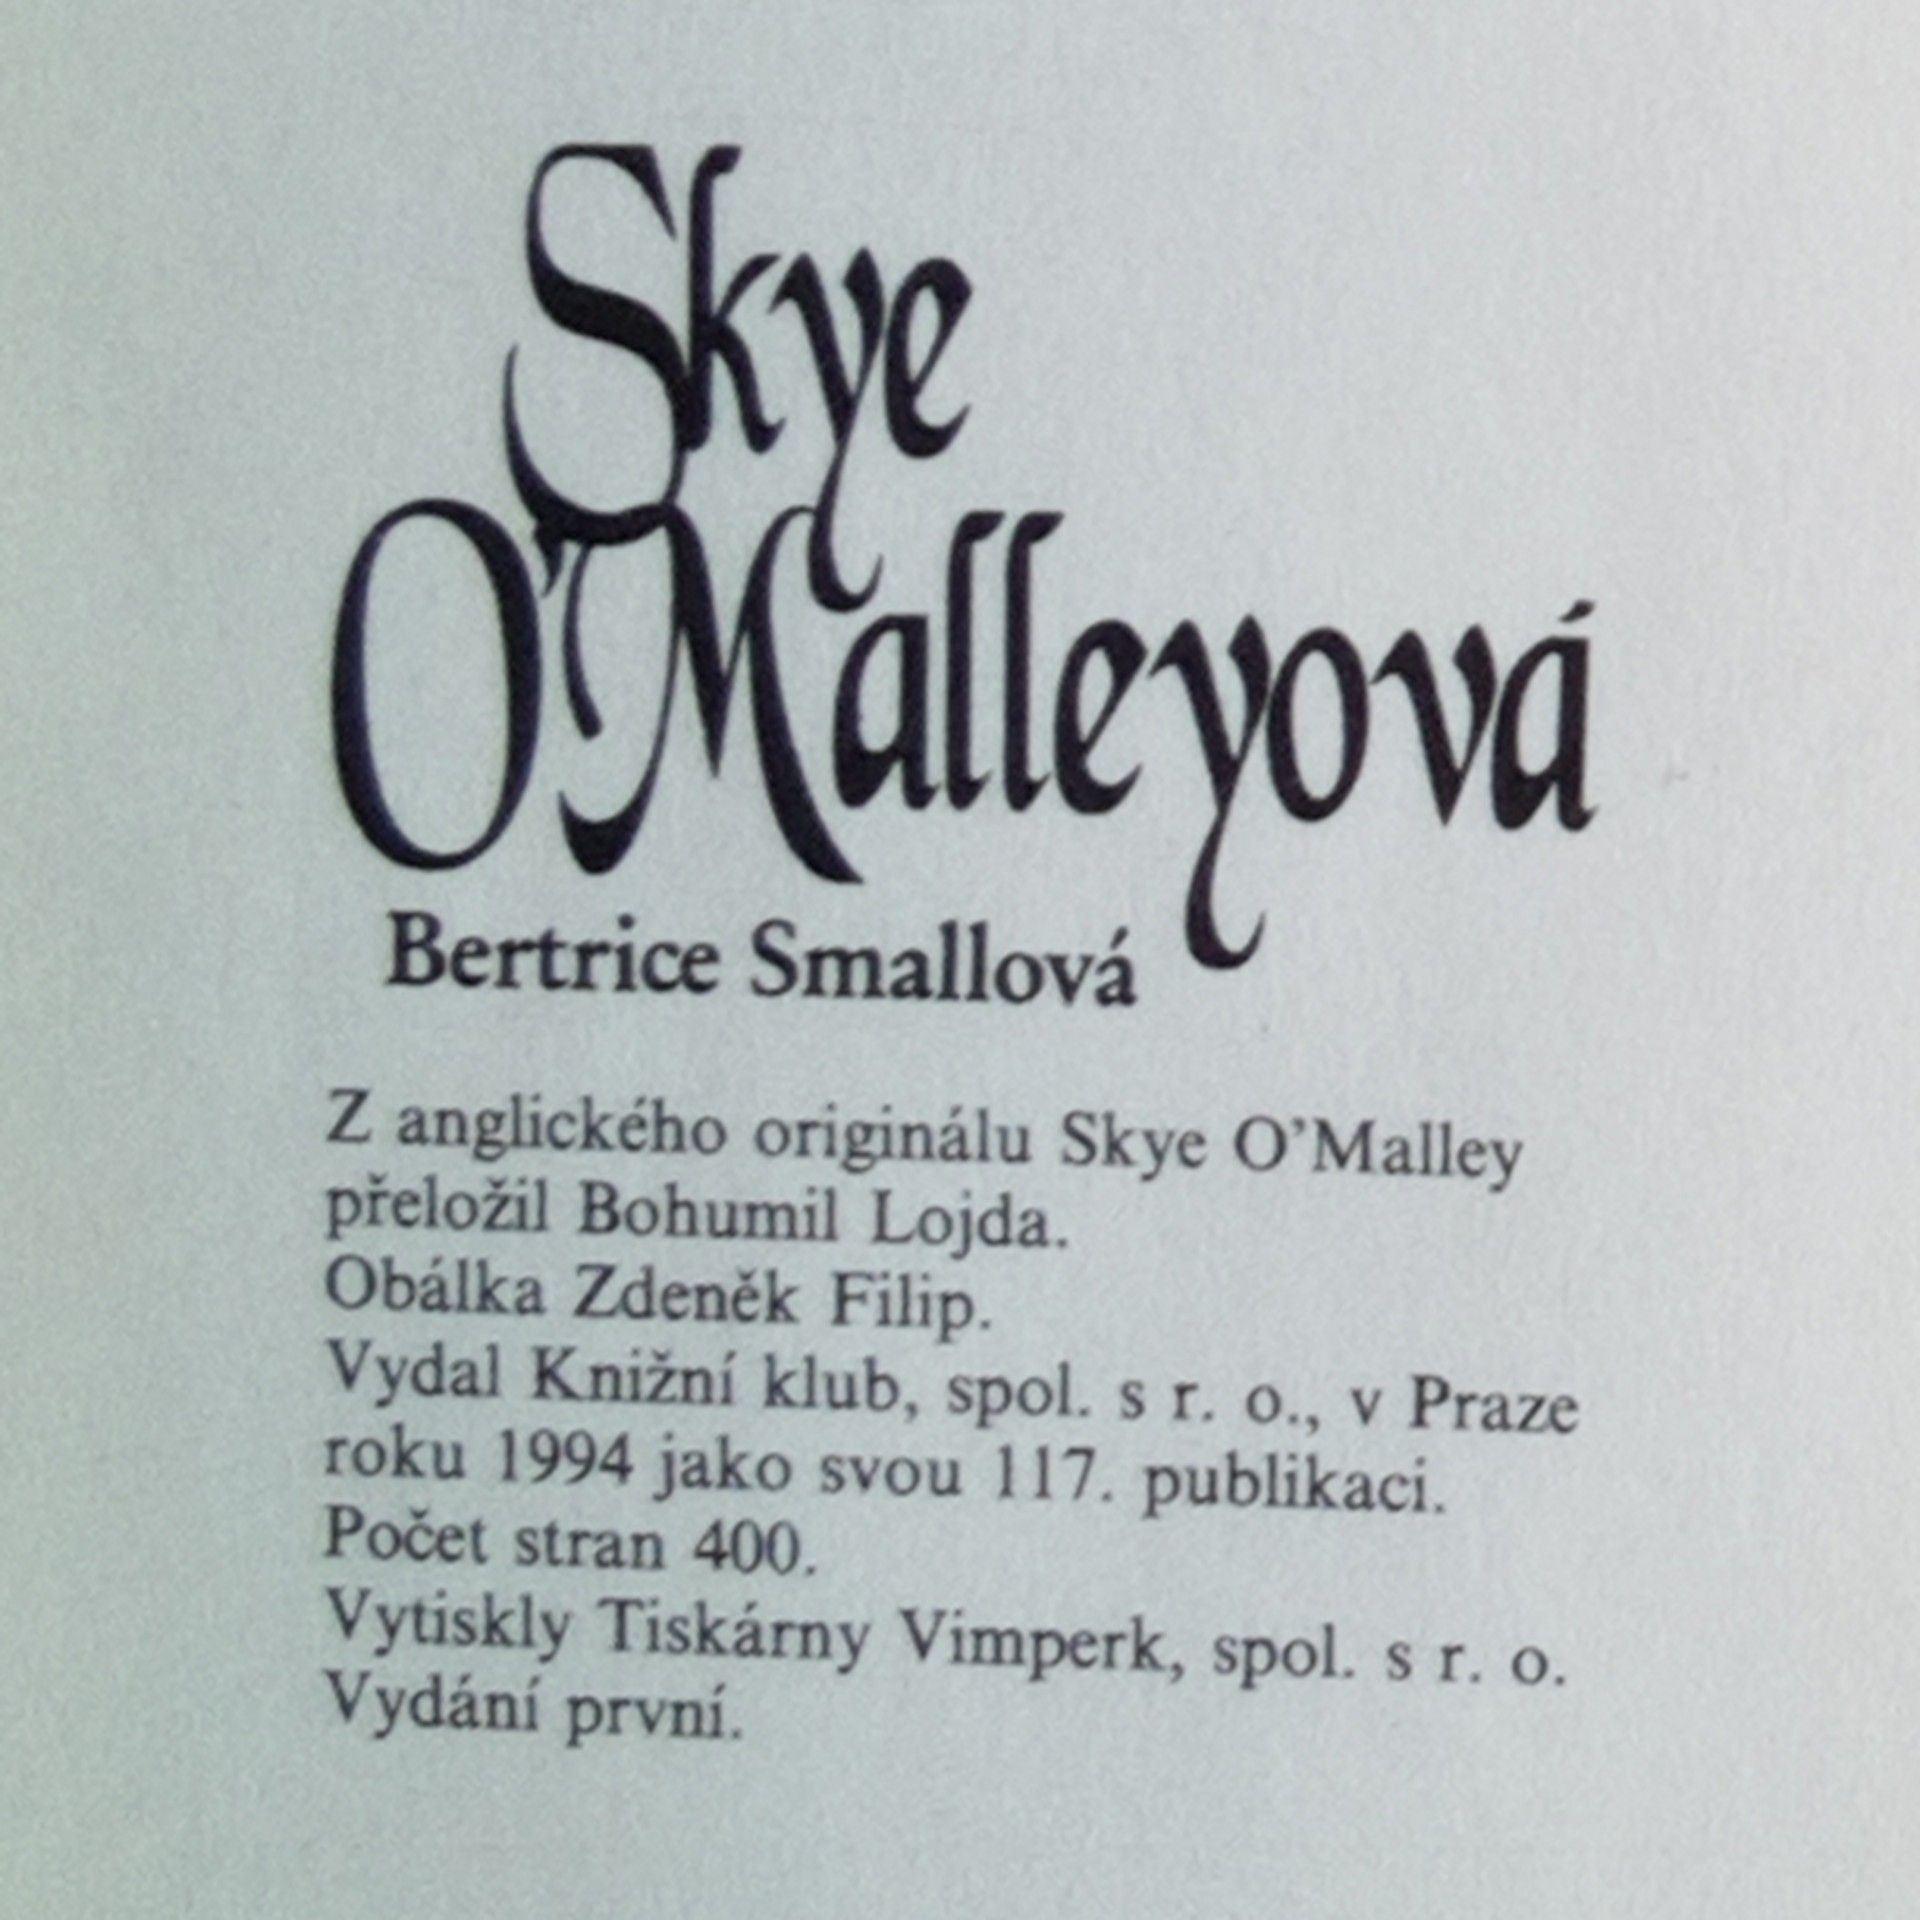 Skye
O'Malleyová
Bertrice Smallová
Z anglického originálu Skye O'Malley
přeložil Bohumil Lojda.
Obálka Zdeněk Filip.
Vydal Knižní klub, spol. s r. o., v Praze
roku 1994 jako svou 117. publikaci.
Počet stran 400.
Vytiskly Tiskárny Vimperk, spol. s r. o.
Vydání první.